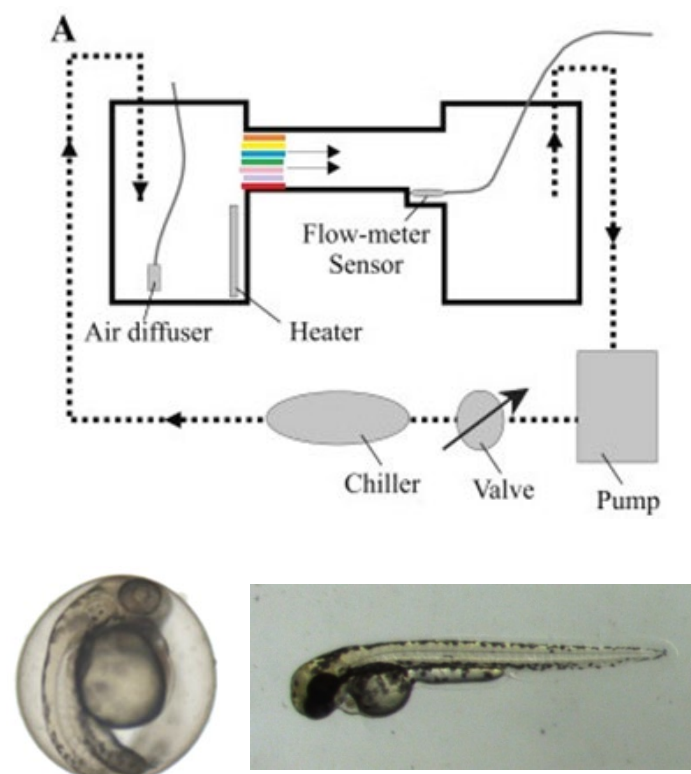 A
Flow-meter
Sensor
Air diffuser
Heater
Chiller
Valve
Pump